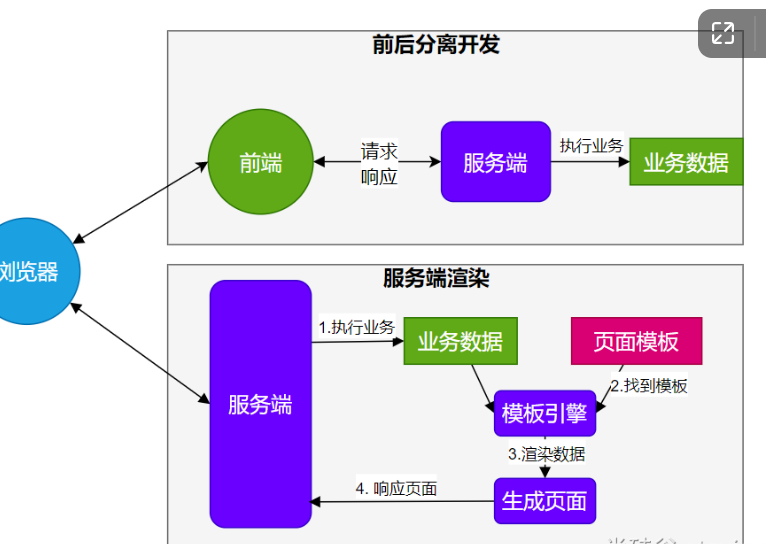 前后分离开发
前端
请求
响应
服务端
执行业务
业务数据
浏览器
服务端渲染
服务端
1.执行业务
业务数据
页面模板
2.找到模板
模板引擎
3.渲染数据
4. 响应页面
生成页面